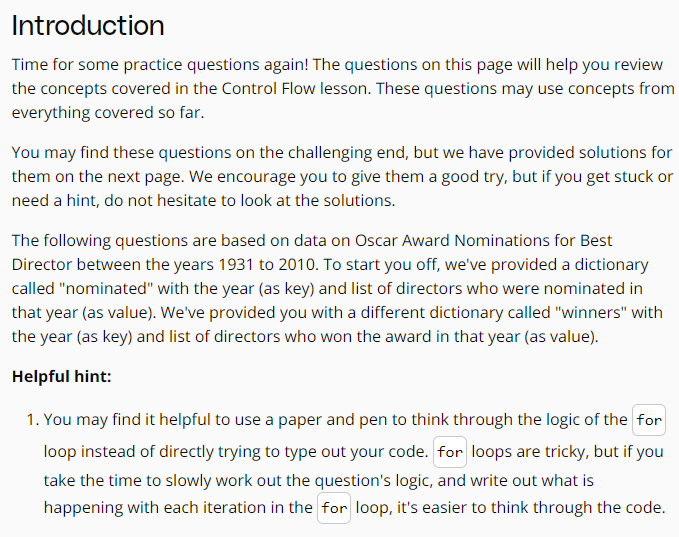 Introduction
Time for some practice questions again! The questions on this page will help you review
the concepts covered in the Control Flow lesson. These questions may use concepts from
everything covered so far.
You may find these questions on the challenging end, but we have provided solutions for
them on the next page. We encourage you to give them a good try, but if you get stuck or
need a hint, do not hesitate to look at the solutions.
The following questions are based on data on Oscar Award Nominations for Best
Director between the years 1931 to 2010. To start you off, we've provided a dictionary
called "nominated" with the year (as key) and list of directors who were nominated in
that year (as value). We've provided you with a different dictionary called "winners" with
the year (as key) and list of directors who won the award in that year (as value).
Helpful hint:
1. You may find it helpful to use a paper and pen to think through the logic of the for
loop instead of directly trying to type out your code. for loops are tricky, but if you
take the time to slowly work out the question's logic, and write out what is
happening with each iteration in the for loop, it's easier to think through the code.